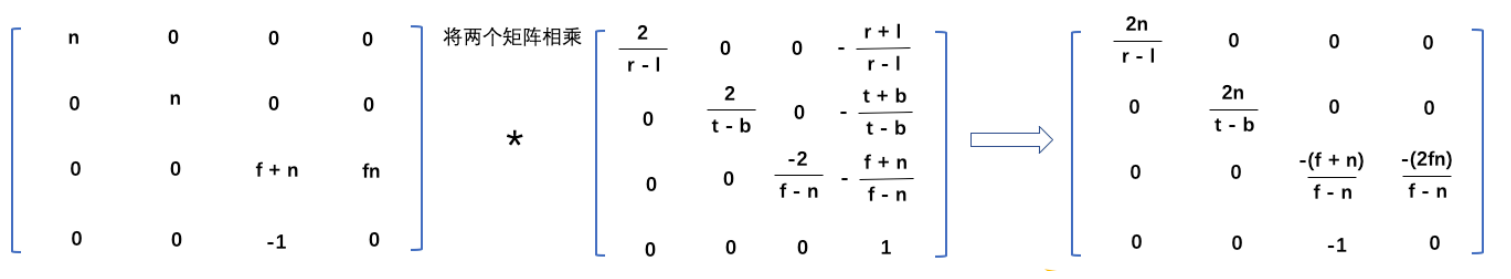 n 0 0 0 将两个矩阵相乘 2/(r - l) 0 0 - (r + l)/(r - l) 2n/(r - l) 0 0 0
0 n 0 0 * 0 2/(t - b) 0 - (t + b)/(t - b) 0 2n/(t - b) 0 0
0 0 f + n fn 0 0 -2/(f - n) - (f + n)/(f - n) 0 0 -(f + n)/(f - n) -(2fn)/(f - n)
0 0 -1 0 0 0 0 1 0 0 -1 0